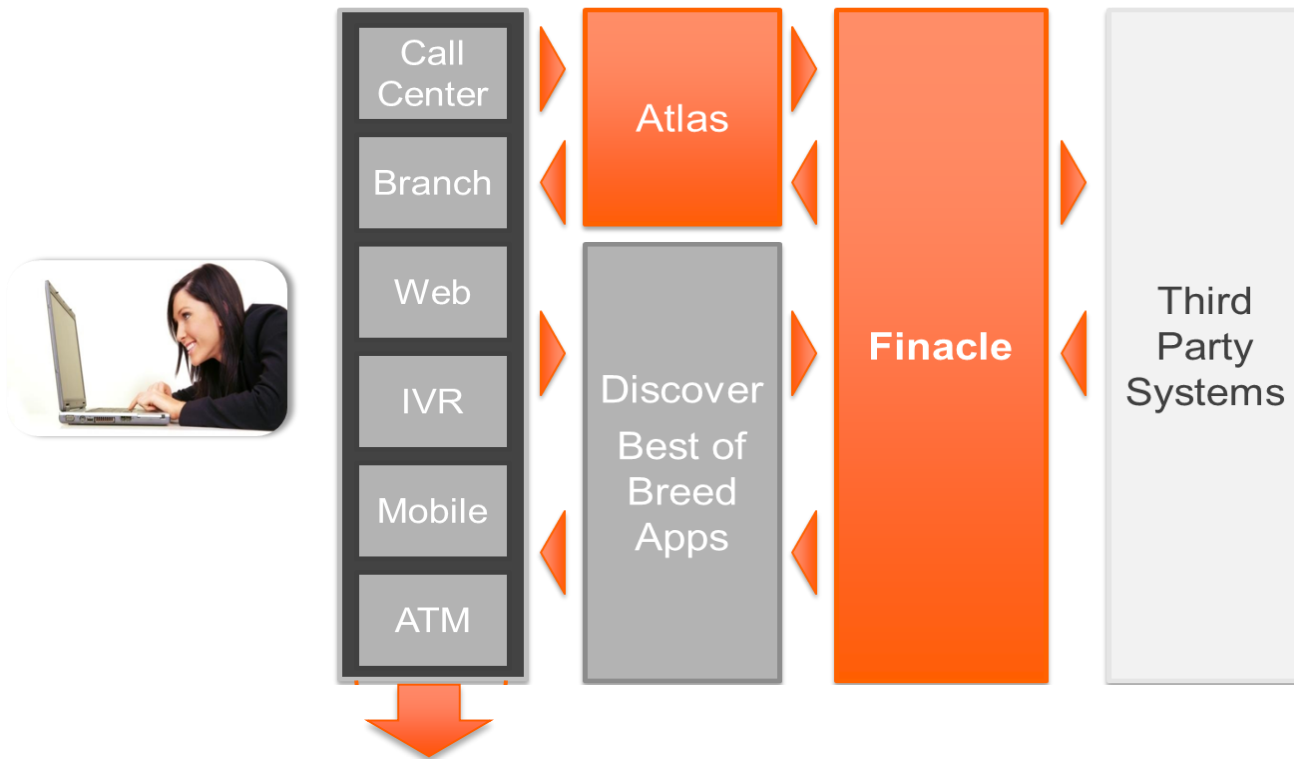 Call
Center
Branch
Web
IVR
Mobile
ATM
Atlas
Discover
Best of
Breed
Apps
Finacle
Third
Party
Systems